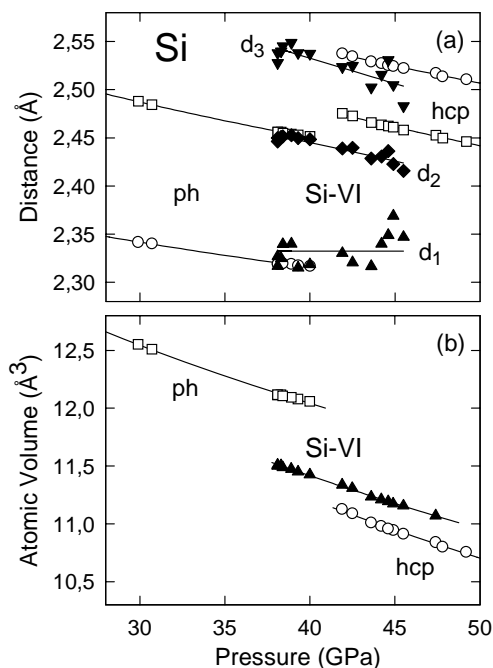 Si
(a)
d3
hcp
d2
ph
Si-VI
d1
Distance (Å)
2,55
2,50
2,45
2,40
2,35
2,30
(b)
ph
Si-VI
hcp
Atomic Volume (Å3)
12,5
12,0
11,5
11,0
10,5
30 35 40 45 50
Pressure (GPa)